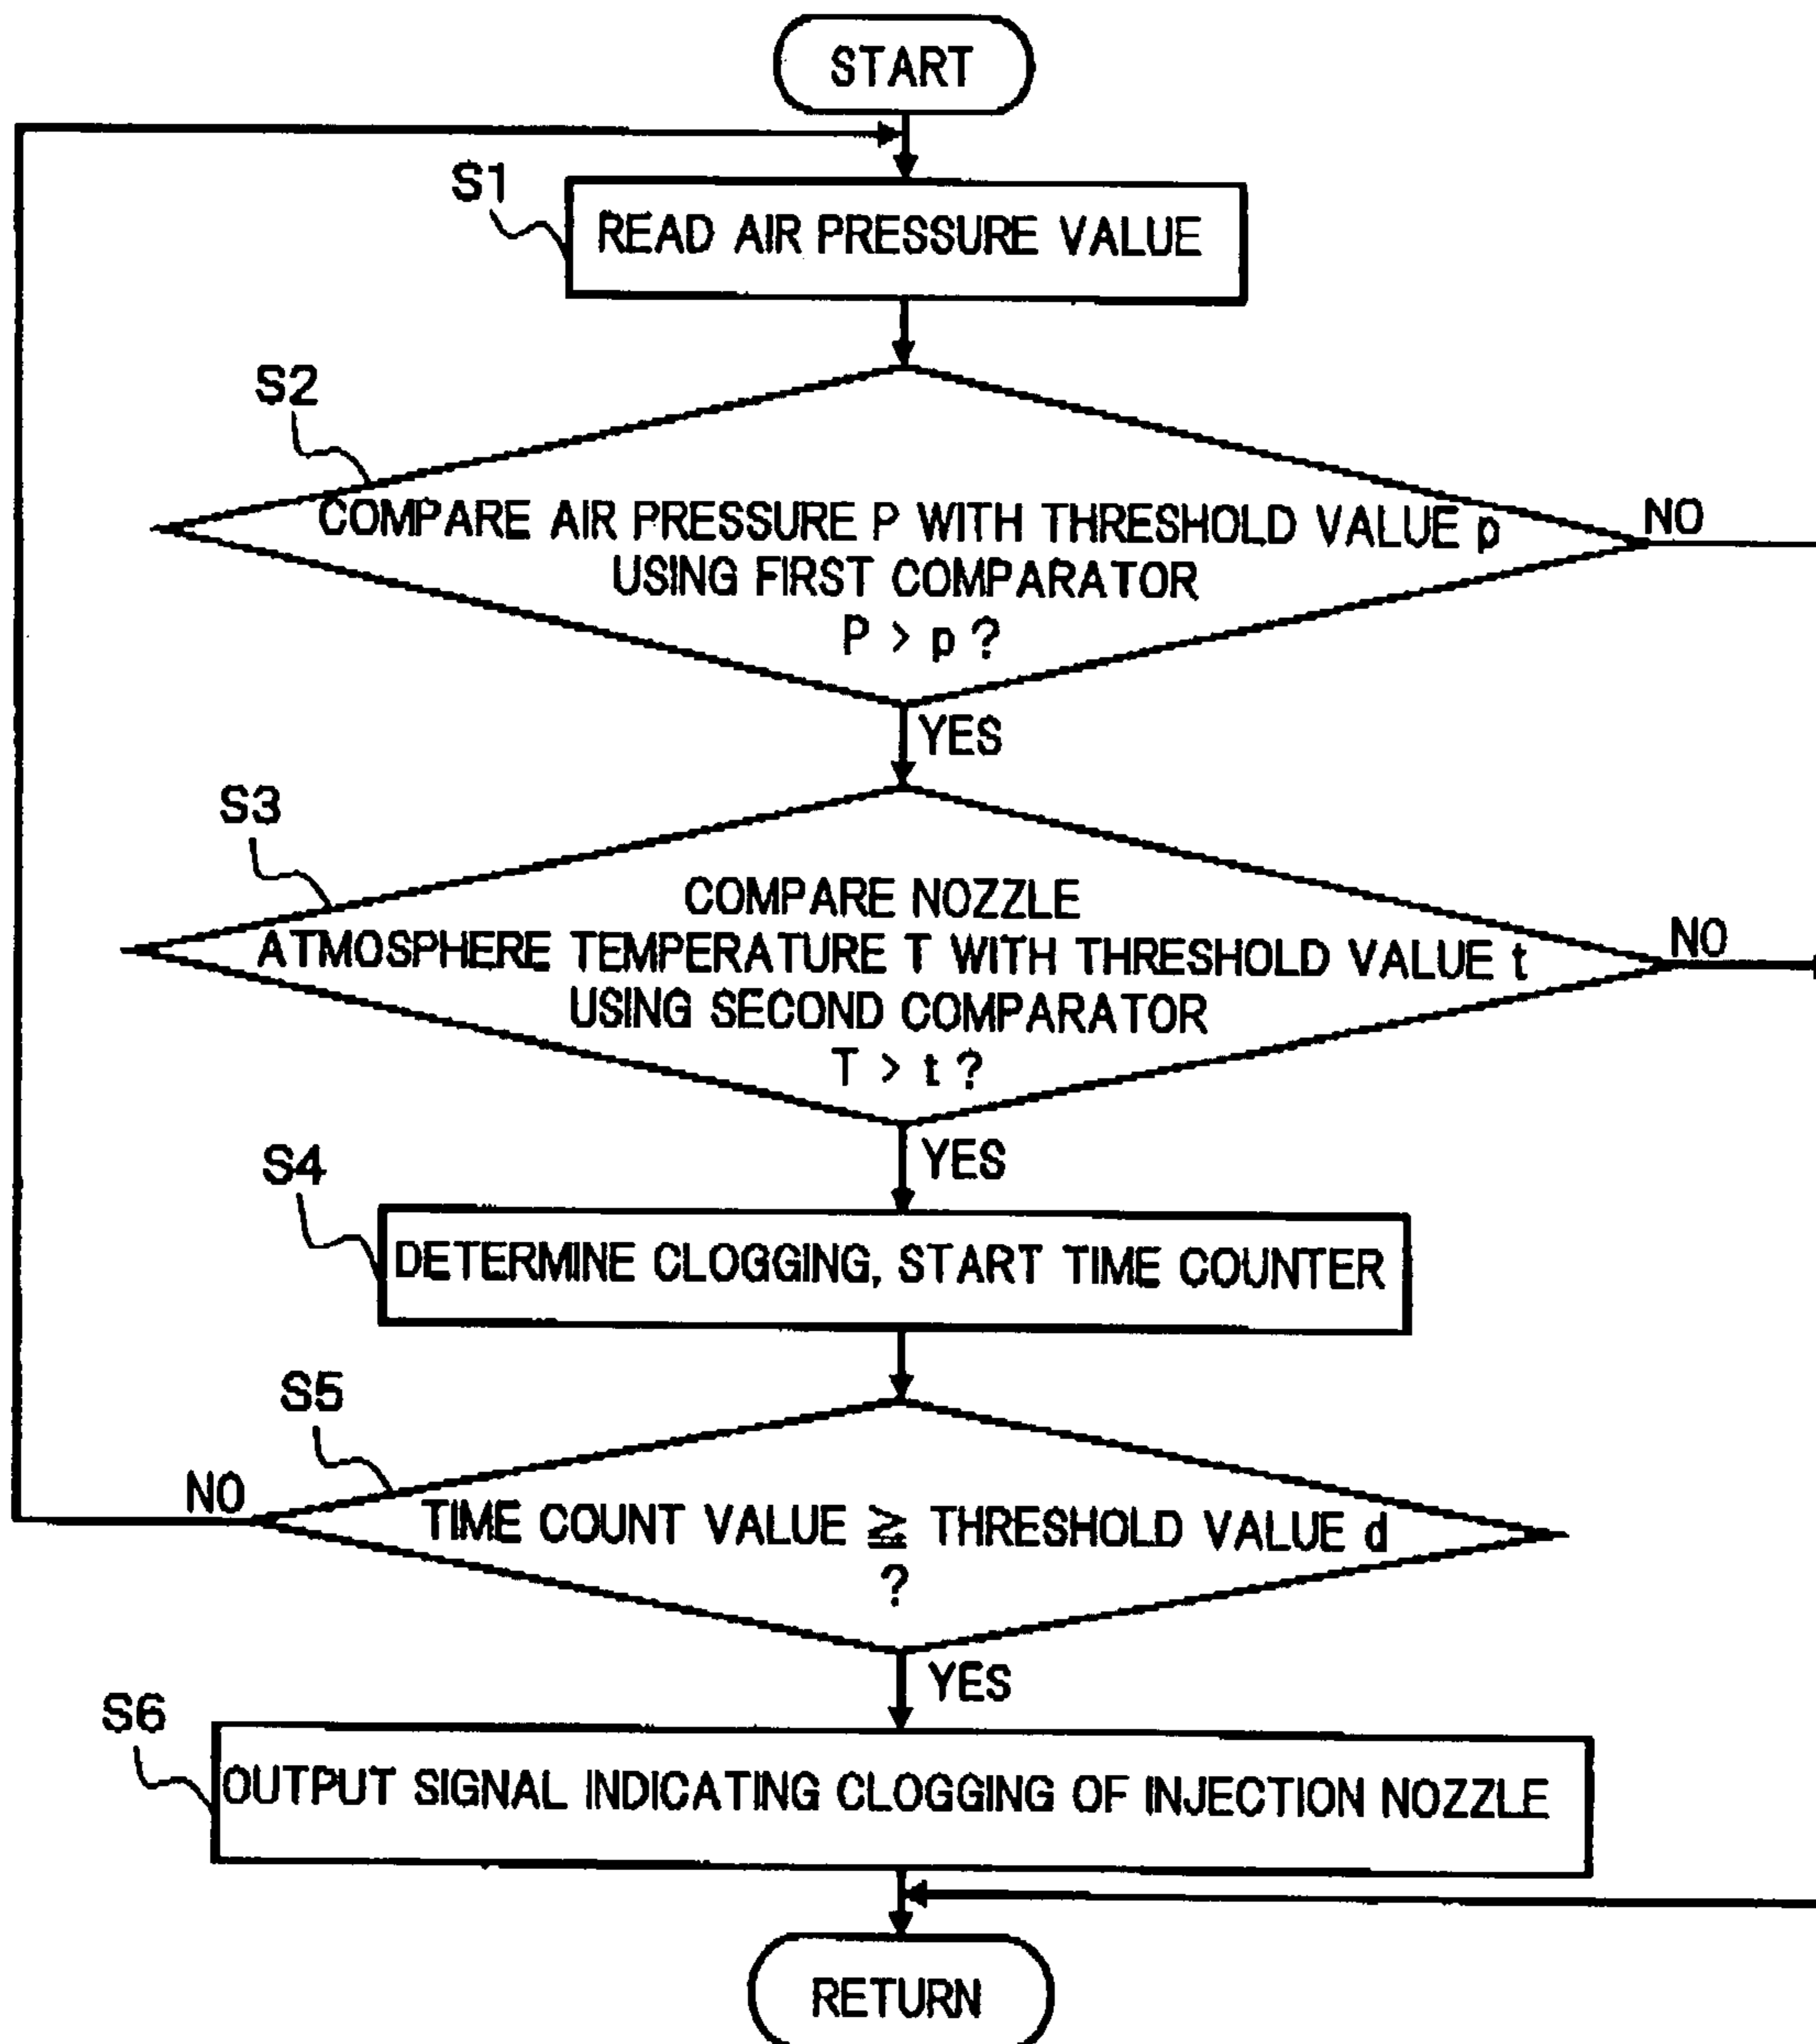 START
S1
READ AIR PRESSURE VALUE
S2
COMPARE AIR PRESSURE P WITH THRESHOLD VALUE p
USING FIRST COMPARATOR
P > p ?
NO
YES
S3
COMPARE NOZZLE
ATMOSPHERE TEMPERATURE T WITH THRESHOLD VALUE t
USING SECOND COMPARATOR
T > t ?
NO
YES
S4
DETERMINE CLOGGING, START TIME COUNTER
S5
NO
TIME COUNT VALUE ≧ THRESHOLD VALUE d
?
YES
S6
OUTPUT SIGNAL INDICATING CLOGGING OF INJECTION NOZZLE
RETURN